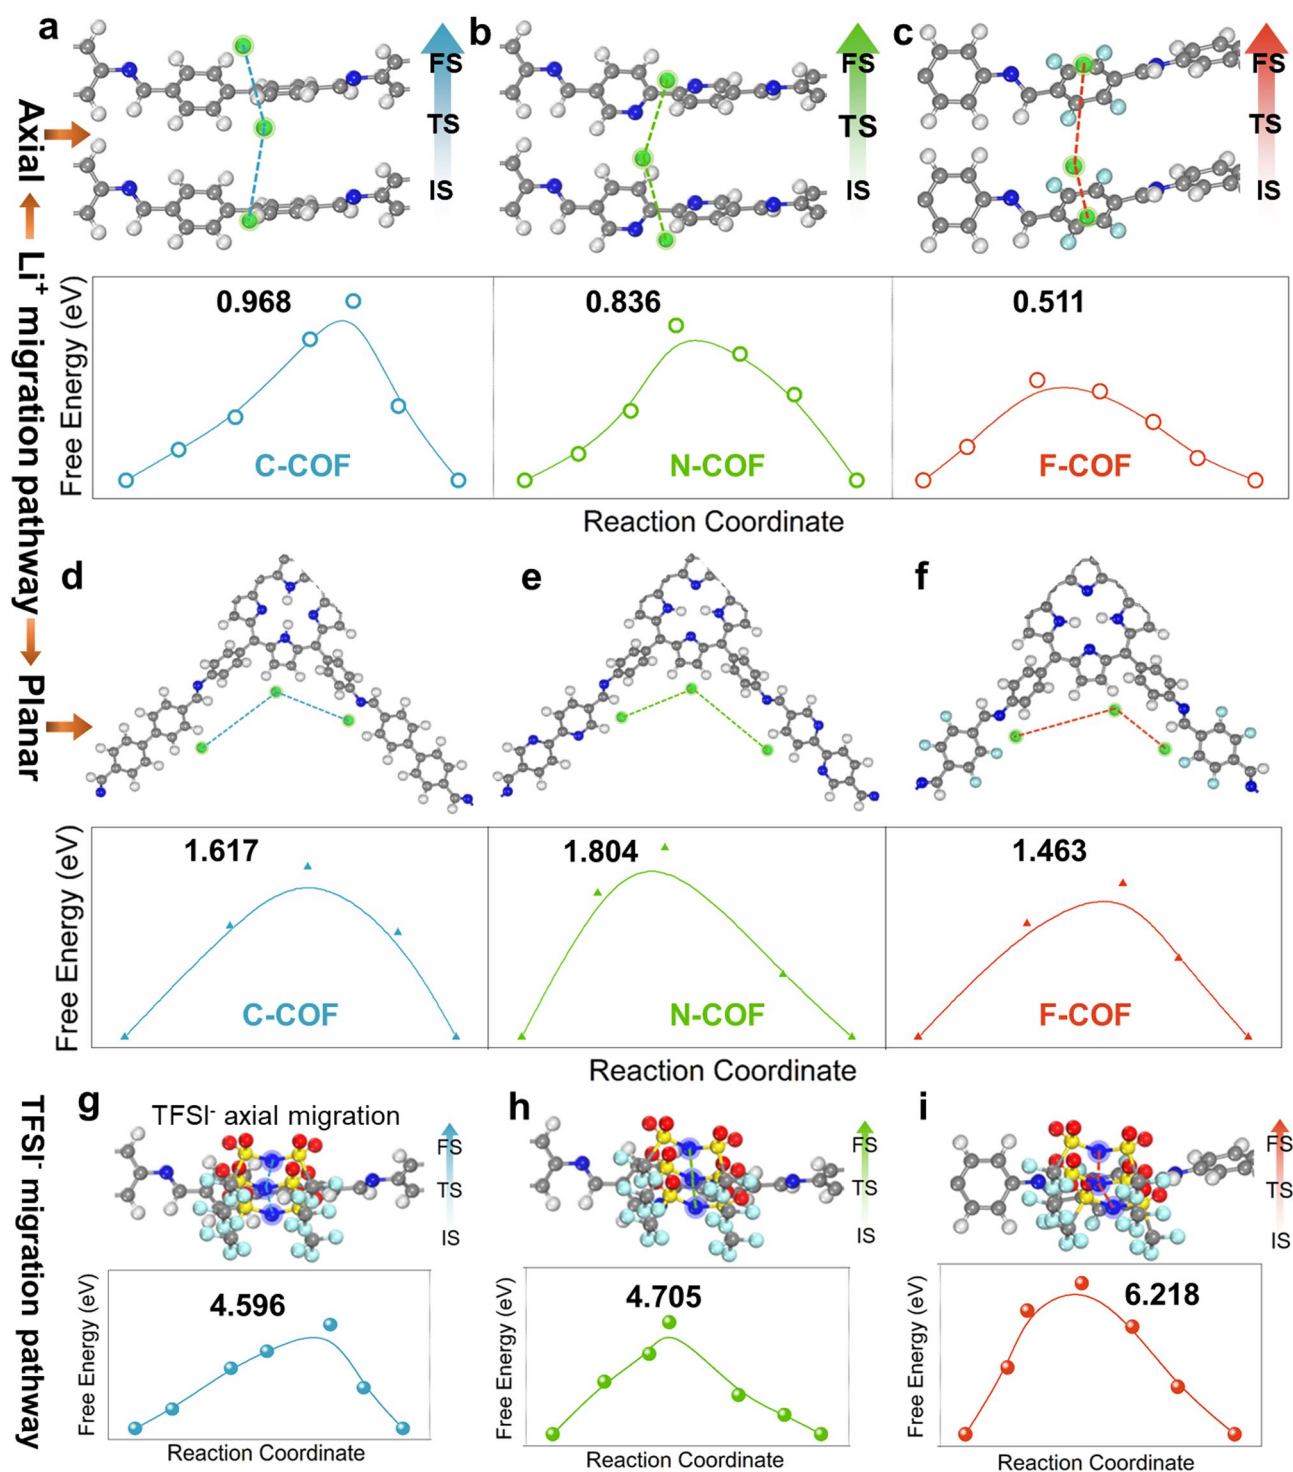 a
b
c
FS
TS
IS
FS
TS
IS
FS
TS
IS
Axial
Li+ migration pathway
Planar
Free Energy (eV)
0.968
0.836
0.511
C-COF
N-COF
F-COF
Reaction Coordinate
d
e
f
Free Energy (eV)
1.617
1.804
1.463
C-COF
N-COF
F-COF
Reaction Coordinate
TFSI- migration pathway
g
h
i
TFSI- axial migration
FS
TS
IS
FS
TS
IS
FS
TS
IS
Free Energy (eV)
4.596
Reaction Coordinate
Free Energy (eV)
4.705
Reaction Coordinate
Free Energy (eV)
6.218
Reaction Coordinate